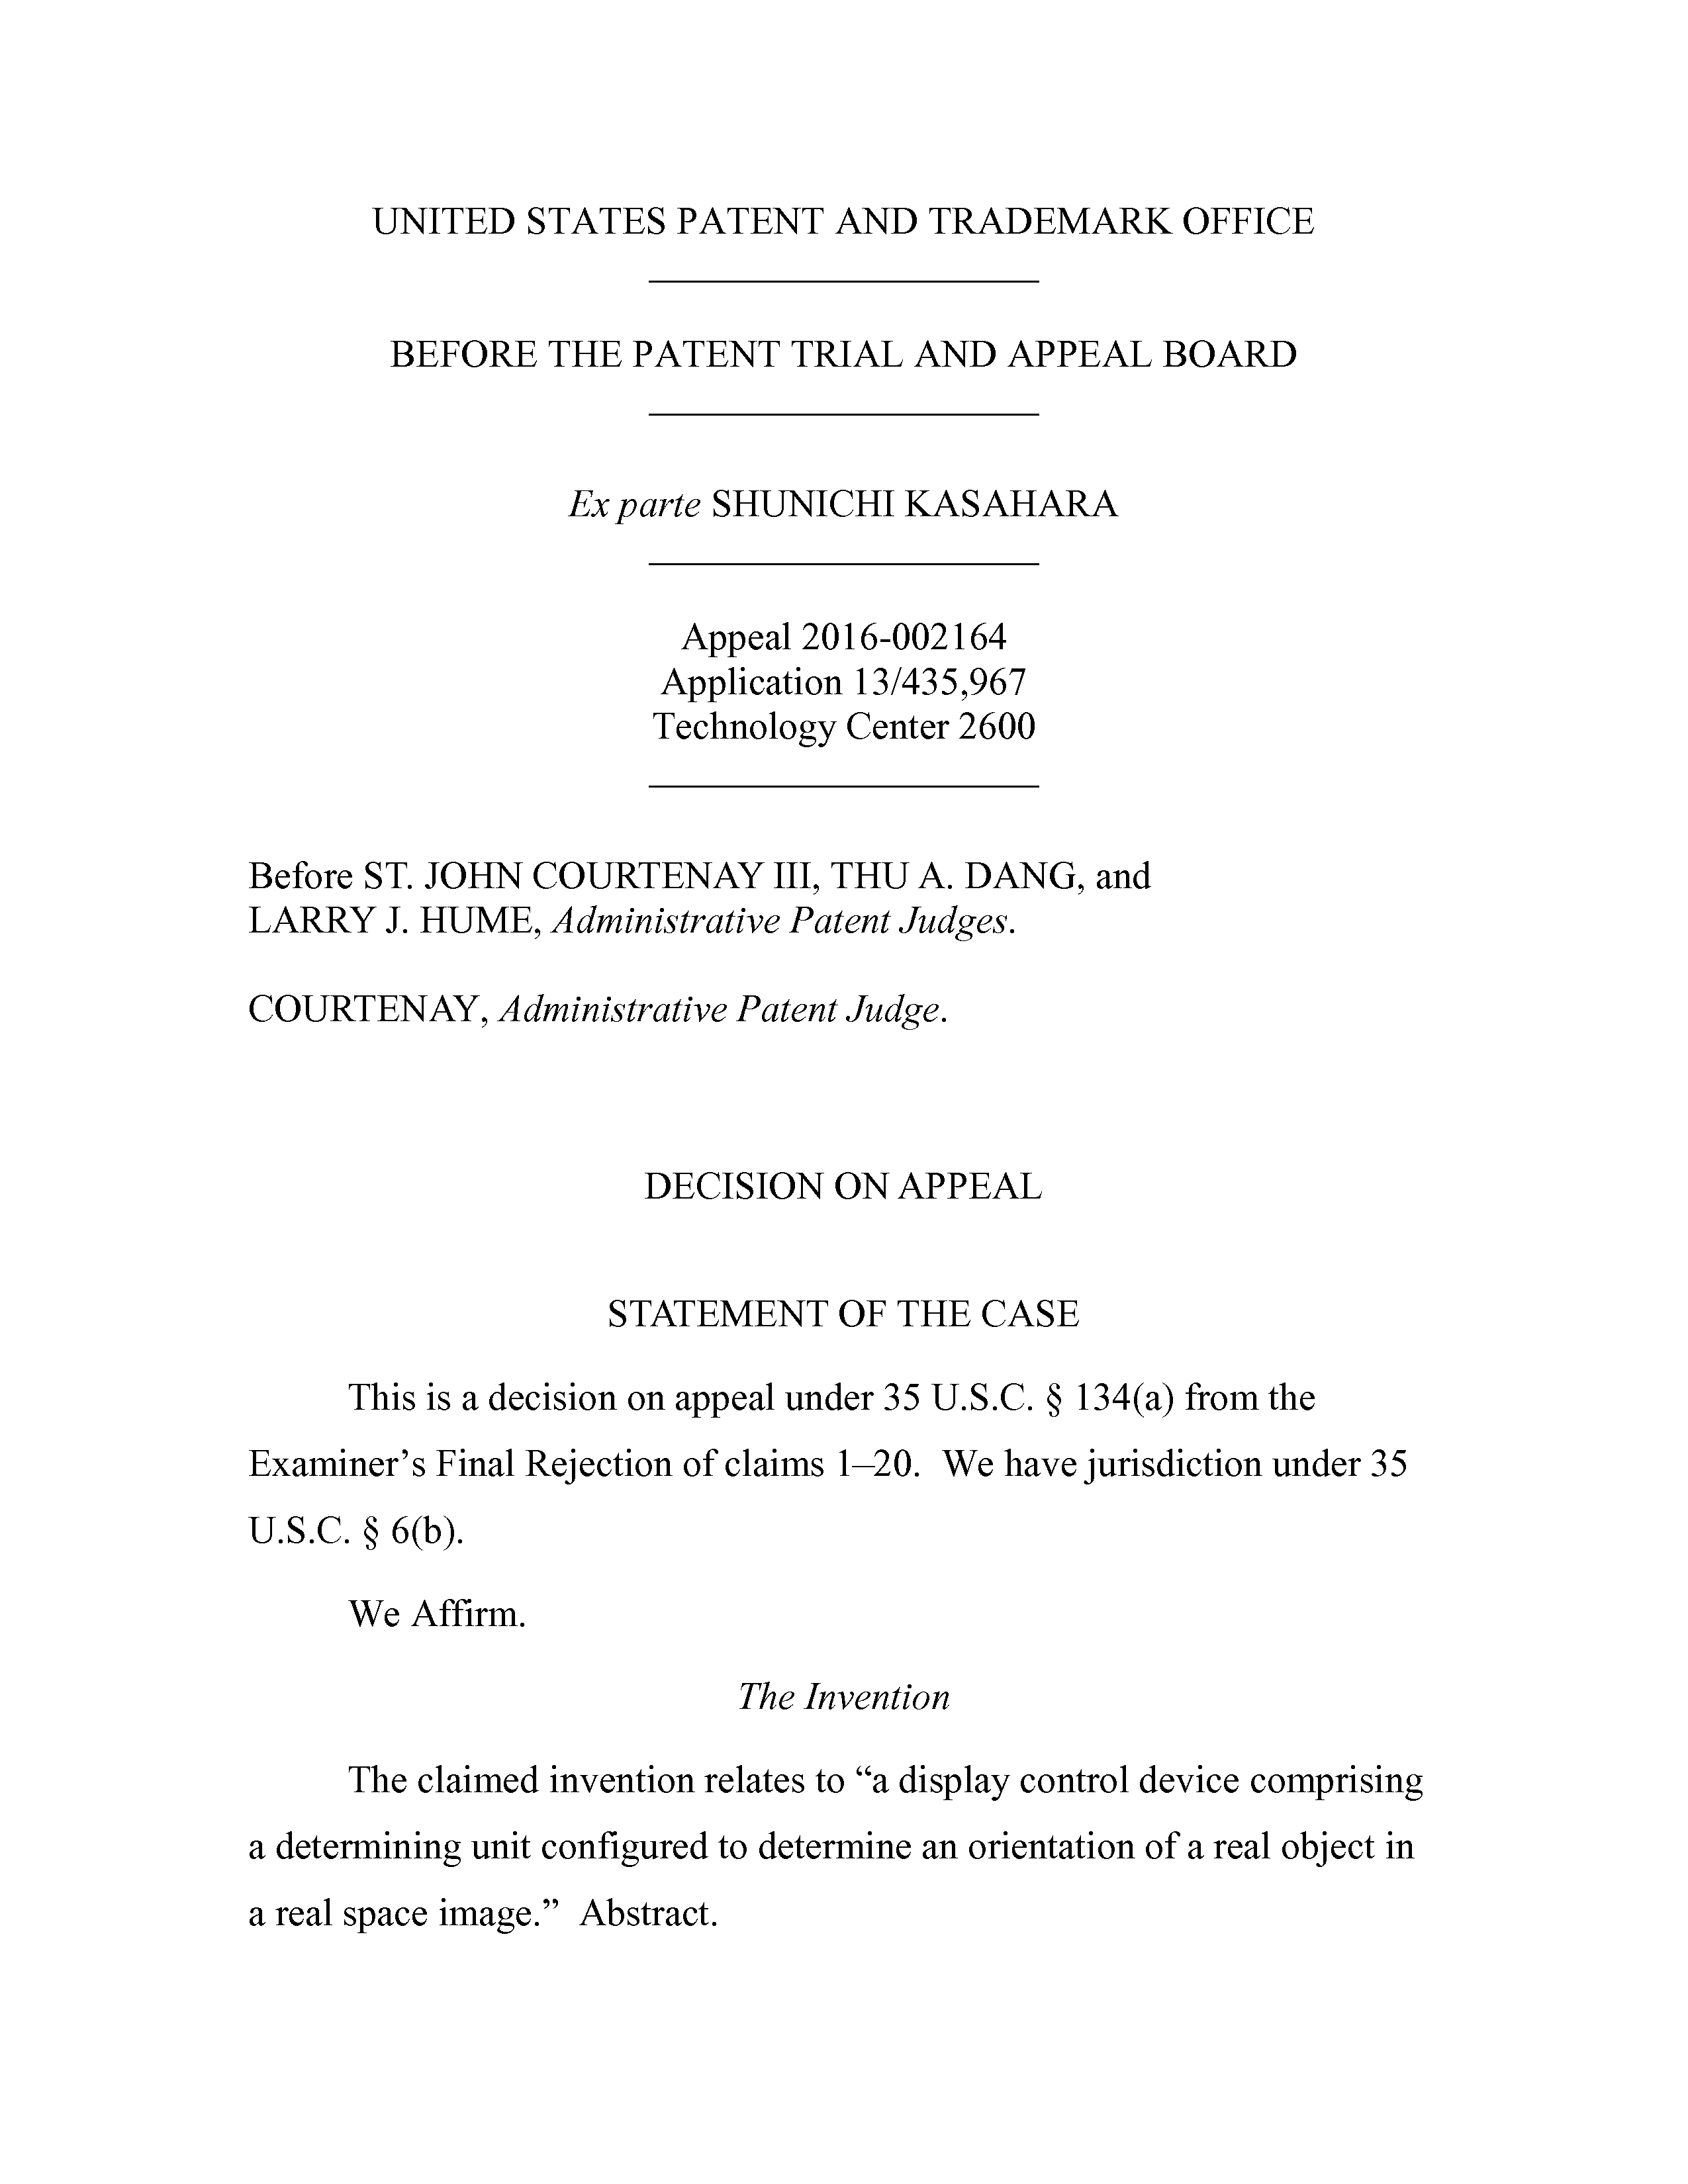 UNITED STATES PATENT AND TRADEMARK OFFICE
BEFORE THE PATENT TRIAL AND APPEAL BOARD
Ex parte SHUNICHI KASAHARA
Appeal 2016-002164
Application 13/435,967
Technology Center 2600
Before ST. JOHN COURTENAY III, THU A. DANG, and
LARRY J. HUME, Administrative Patent Judges.
COURTENAY, Administrative Patent Judge.
DECISION ON APPEAL
STATEMENT OF THE CASE
This is a decision on appeal under 35 U.S.C. § 134(a) from the
Examiner’s Final Rejection of claims 1–20.  We have jurisdiction under 35
U.S.C. § 6(b).
We Affirm.
The Invention
The claimed invention relates to “a display control device comprising
a determining unit configured to determine an orientation of a real object in
a real space image.”  Abstract.